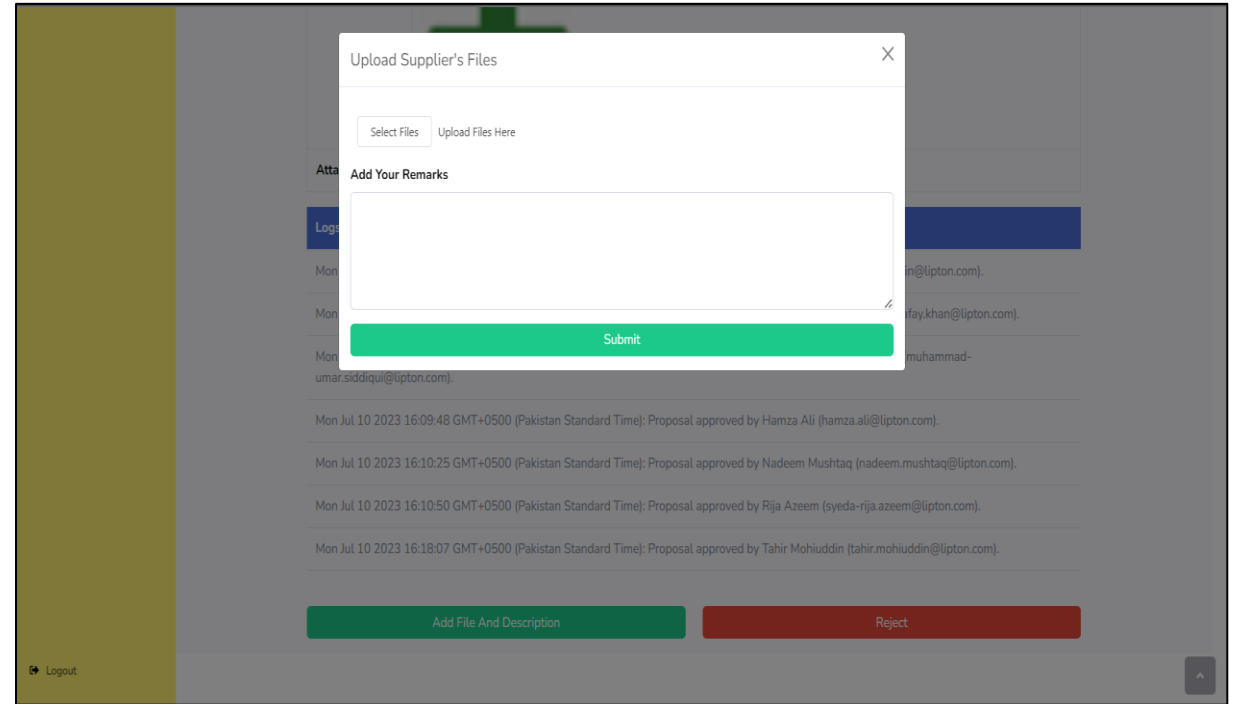 Upload Supplier's Files
Select Files Upload Files Here
Atta
Add Your Remarks
Logs
Mon in@lipton.com).
Mon afay.khan@lipton.com).
Mon muhammad-
umar.siddiqui@lipton.com).
Submit
Mon Jul 10 2023 16:09:48 GMT+0500 (Pakistan Standard Time): Proposal approved by Hamza Ali (hamza.ali@lipton.com).
Mon Jul 10 2023 16:10:25 GMT+0500 (Pakistan Standard Time): Proposal approved by Nadeem Mushtaq (nadeem.mushtaq@lipton.com).
Mon Jul 10 2023 16:10:50 GMT+0500 (Pakistan Standard Time): Proposal approved by Rija Azeem (syeda-rija.azeem@lipton.com).
Mon Jul 10 2023 16:18:07 GMT+0500 (Pakistan Standard Time): Proposal approved by Tahir Mohiuddin (tahir.mohiuddin@lipton.com).
Add File And Description Reject
Logout